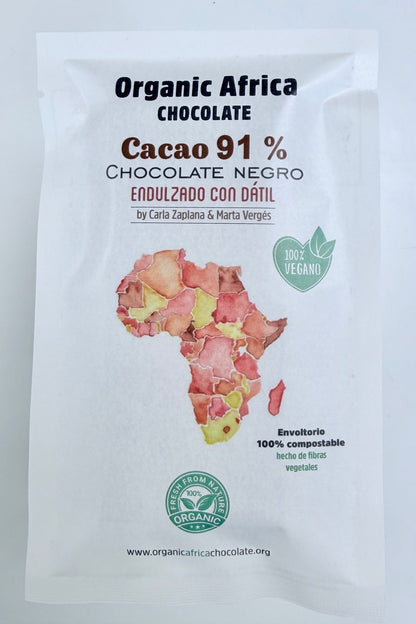 Organic Africa
CHOCOLATE
Cacao 91 %
CHOCOLATE NEGRO
ENDULZADO CON DÁTIL
by Carla Zaplana & Marta Vergés
100%
VEGANO
Envoltorio
100% compostable
hecho de fibras
vegetales
FRESH FROM NATURE
100%
ORGANIC
www.organicafricachocolate.org